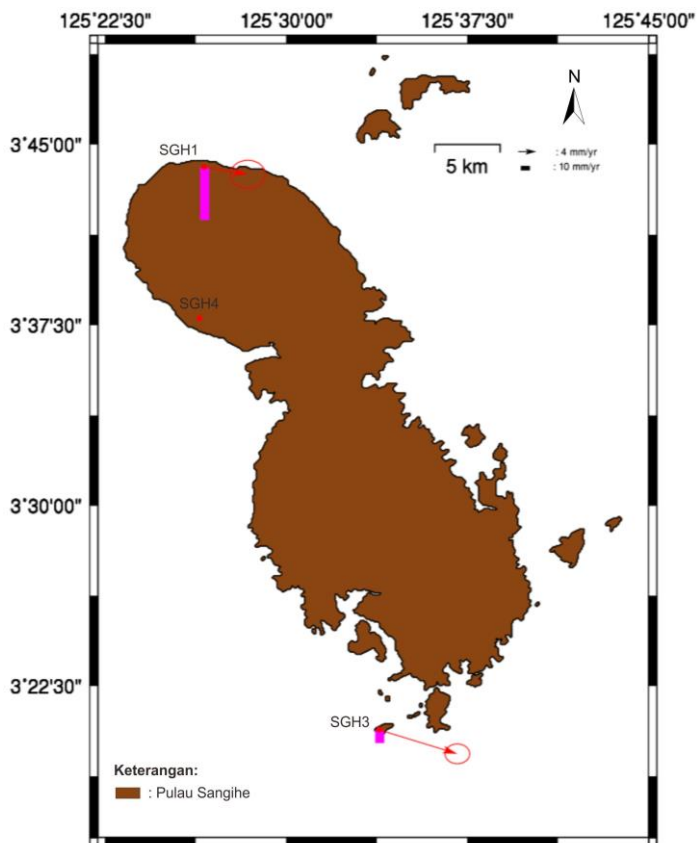 125˚22'30" 125˚30'00" 125˚37'30" 125˚45'00"
N
3˚45'00"
SGH1
5 km
: 4 mm/yr
: 10 mm/yr
SGH4
3˚37'30"
3˚30'00"
3˚22'30"
SGH3
Keterangan:
: Pulau Sangihe